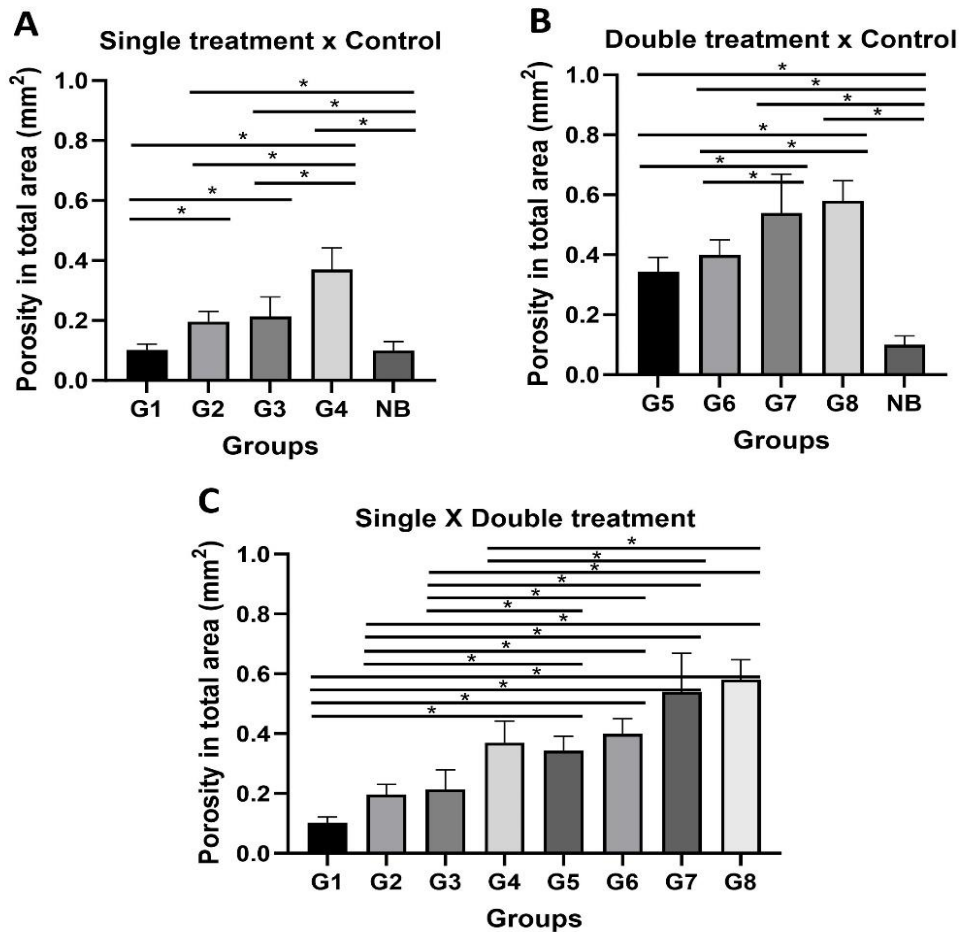 A
Single treatment x Control
Porosity in total area (mm²)
1.0
0.8
0.6
0.4
0.2
0.0
* * * * * * * *
G1 G2 G3 G4 NB
Groups
B
Double treatment x Control
Porosity in total area (mm²)
1.0
0.8
0.6
0.4
0.2
0.0
* * * * * * * *
G5 G6 G7 G8 NB
Groups
C
Single X Double treatment
Porosity in total area (mm²)
1.0
0.8
0.6
0.4
0.2
0.0
* * * * * * * * * * * * * *
G1 G2 G3 G4 G5 G6 G7 G8
Groups